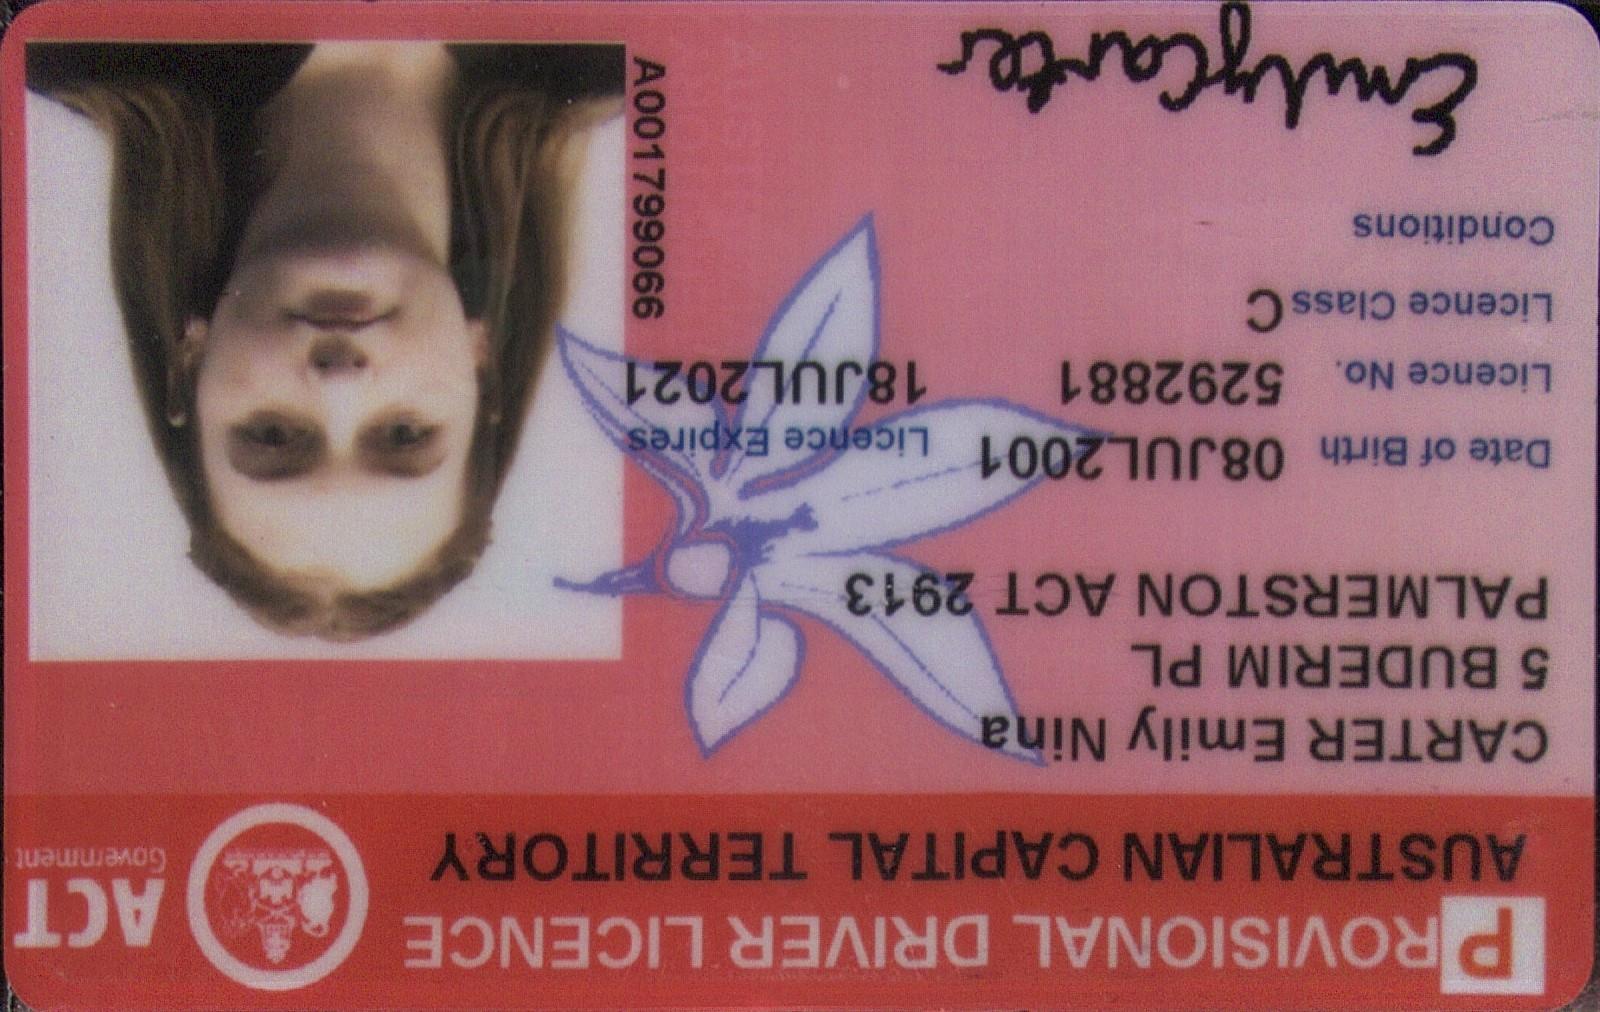 PROVISIONAL DRIVER LICENCE
AUSTRALIAN CAPITAL TERRITORY
ACT
Government
CARTER Emily Nina
5 BUDERIM PL
PALMERSTON ACT 2913
Date of Birth 08JUL2001
Licence Expires
Licence No. 5292881
18JUL2021
Licence Class C
Conditions
A001799066
Emily Carter